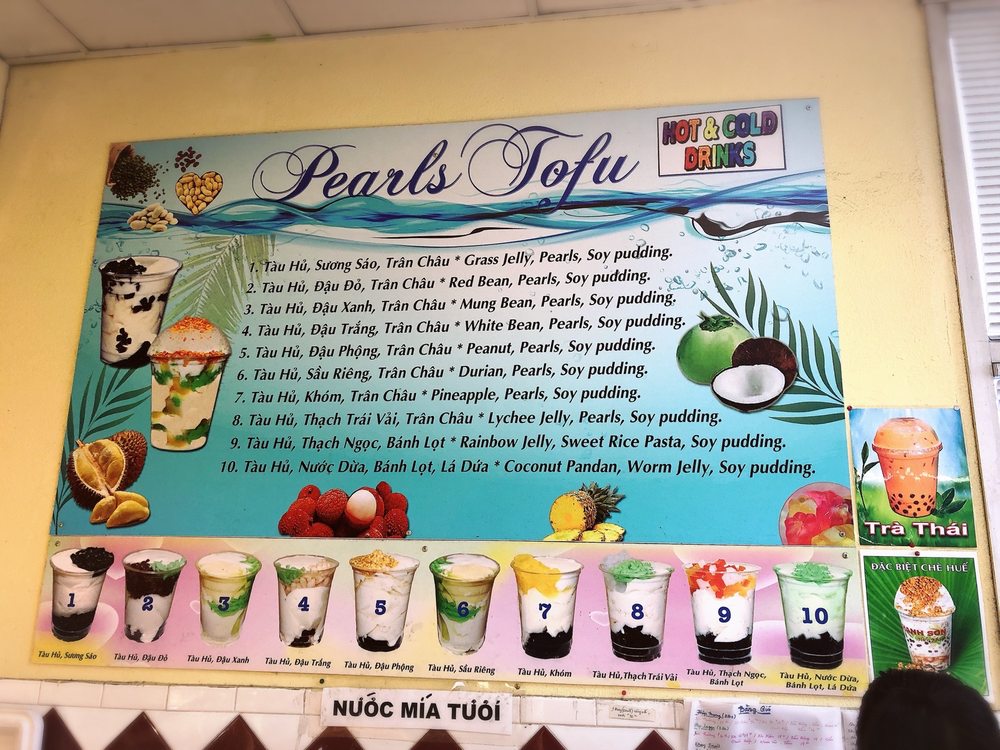 Pearls Tofu
HOT & COLD
DRINKS
1. Tàu Hủ, Sương Sáo, Trân Châu * Grass Jelly, Pearls, Soy pudding.
2. Tàu Hủ, Đậu Đỏ, Trân Châu * Red Bean, Pearls, Soy pudding.
3. Tàu Hủ, Đậu Xanh, Trân Châu * Mung Bean, Pearls, Soy pudding.
4. Tàu Hủ, Đậu Trắng, Trân Châu * White Bean, Pearls, Soy pudding.
5. Tàu Hủ, Đậu Phộng, Trân Châu * Peanut, Pearls, Soy pudding.
6. Tàu Hủ, Sầu Riêng, Trân Châu * Durian, Pearls, Soy pudding.
7. Tàu Hủ, Khóm, Trân Châu * Pineapple, Pearls, Soy pudding.
8. Tàu Hủ, Thạch Trái Vải, Trân Châu * Lychee Jelly, Pearls, Soy pudding.
9. Tàu Hủ, Thạch Ngọc, Bánh Lọt * Rainbow Jelly, Sweet Rice Pasta, Soy pudding.
10. Tàu Hủ, Nước Dừa, Bánh Lọt, Lá Dứa * Coconut Pandan, Worm Jelly, Soy pudding.
Trà Thái
1 2 3 4 5 6 7 8 9 10
Tàu Hủ, Sương Sáo
Tàu Hủ, Đậu Đỏ
Tàu Hủ, Đậu Xanh
Tàu Hủ, Đậu Trắng
Tàu Hủ, Đậu Phộng
Tàu Hủ, Sầu Riêng
Tàu Hủ, Khóm
Tàu Hủ,Thạch Trái Vải
Tàu Hủ, Thạch Ngọc,
Bánh Lọt
Tàu Hủ, Nước Dừa,
Bánh Lọt, Lá Dứa
ĐẶC BIỆT CHÈ HUẾ
NƯỚC MÍA TƯƠI
Bảng Giá